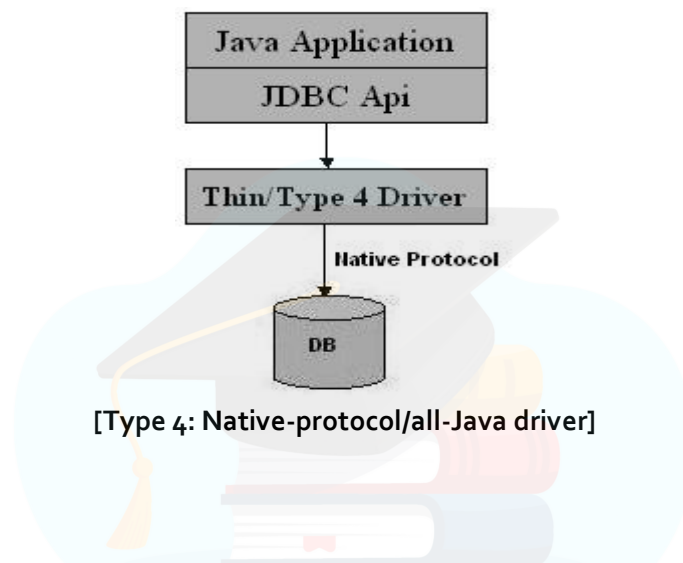 Java Application
JDBC Api
Thin/Type 4 Driver
Native Protocol
DB
[Type 4: Native-protocol/all-Java driver]